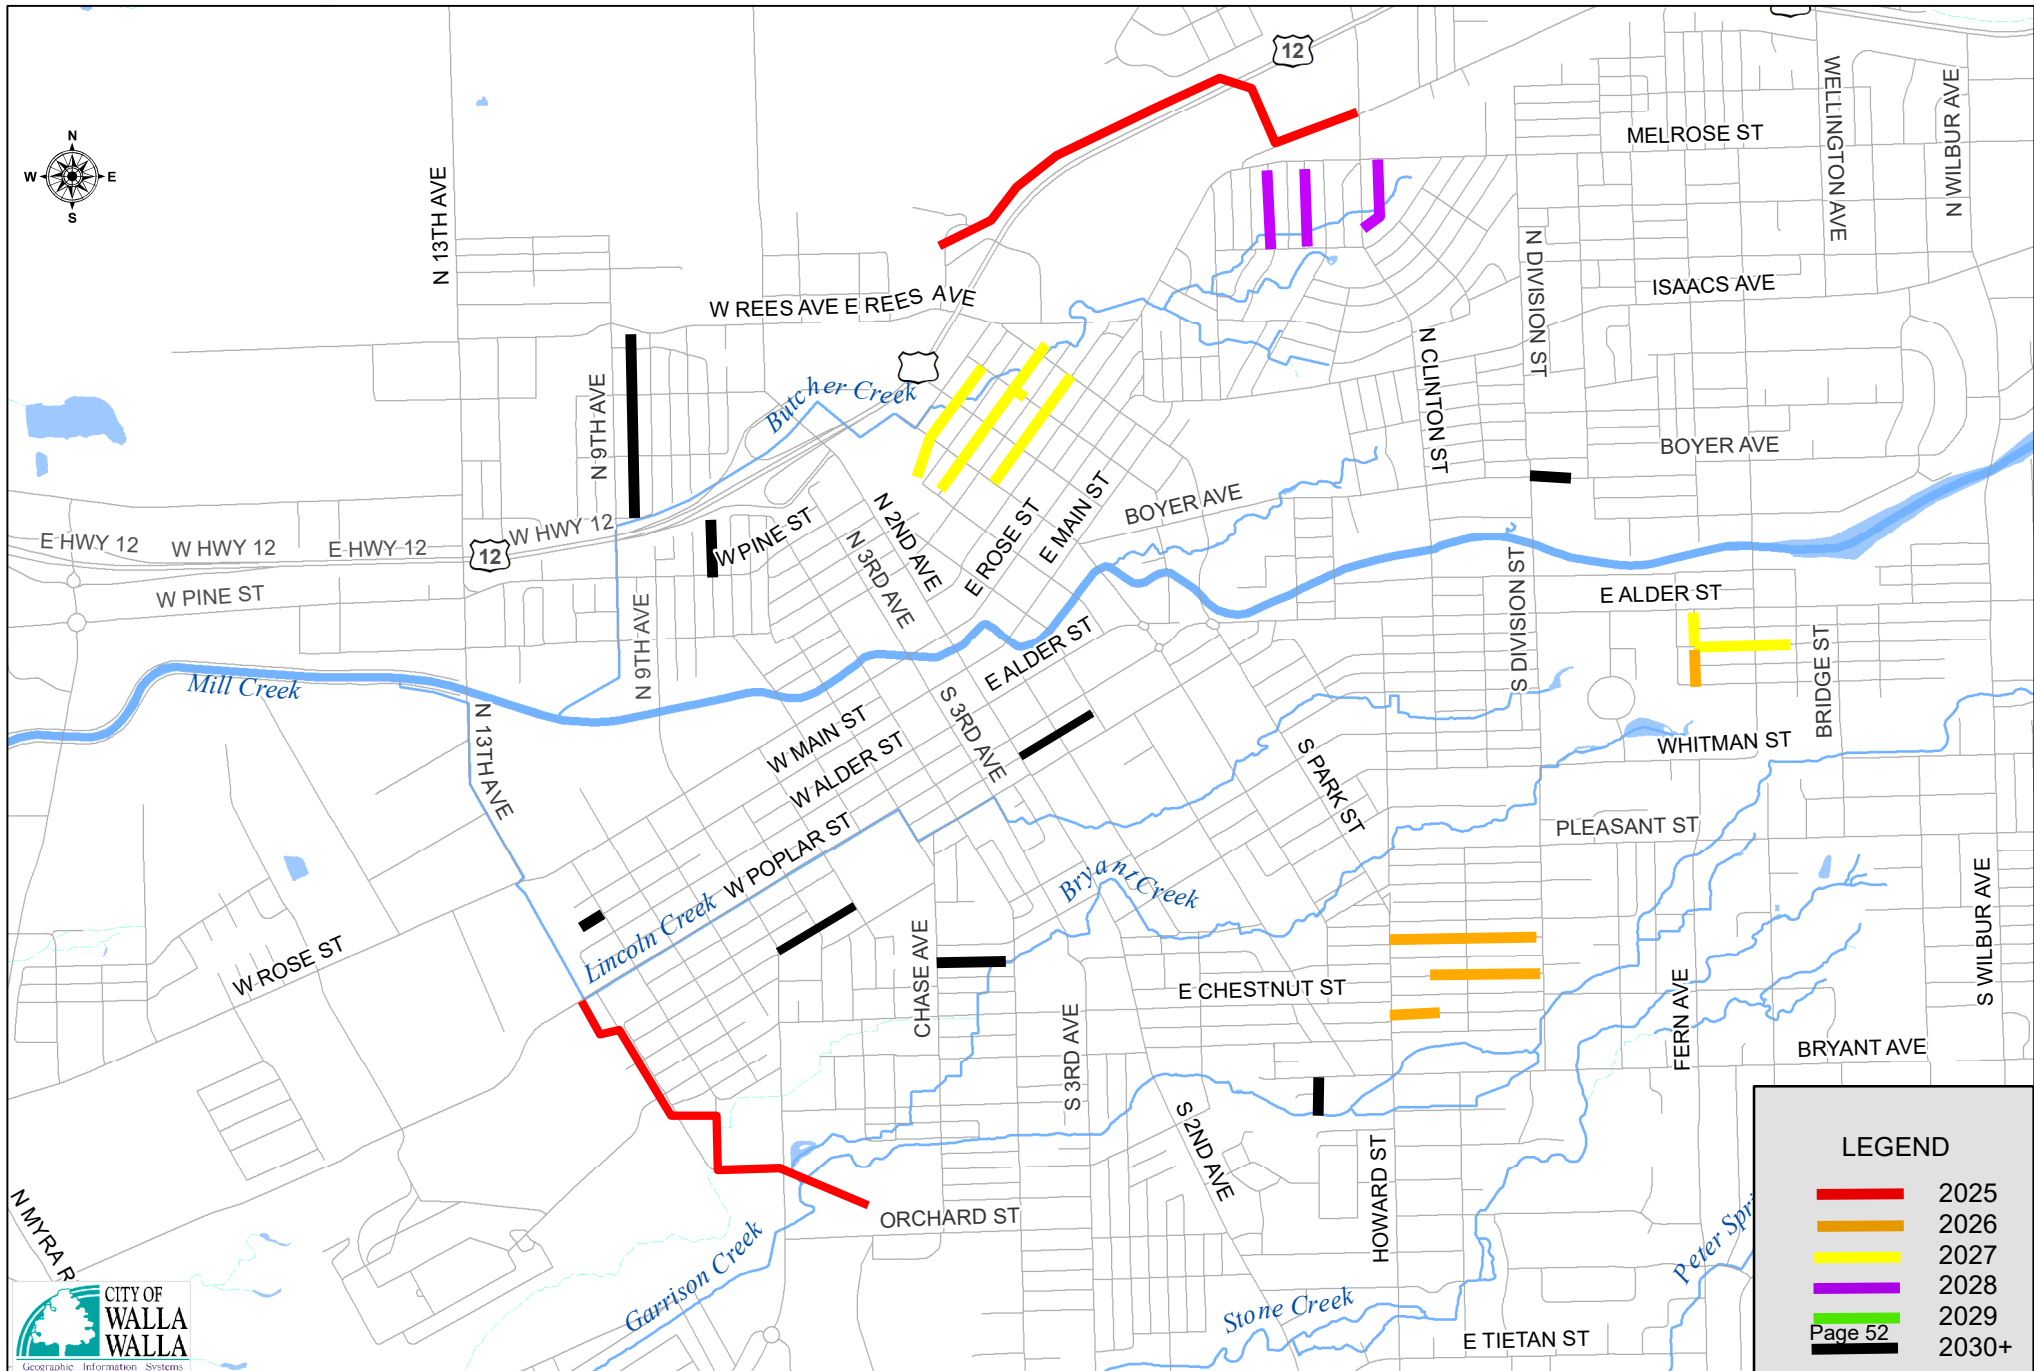 12
N
W E
S
N 13TH AVE
MELROSE ST
WELLINGTON AVE
N WILBUR AVE
N DIVISION ST
ISAACS AVE
W REES AVE E REES AVE
N CLINTON ST
N 9TH AVE
Butcher Creek
BOYER AVE
E HWY 12
W HWY 12
E HWY 12
12
W HWY 12
W PINE ST
N 2ND AVE
N 3RD AVE
E ROSE ST
E MAIN ST
BOYER AVE
W PINE ST
N 9TH AVE
E ALDER ST
S DIVISION ST
E ALDER ST
BRIDGE ST
Mill Creek
N 13TH AVE
W MAIN ST
W ALDER ST
S 3RD AVE
S PARK ST
WHITMAN ST
PLEASANT ST
W POPLAR ST
Lincoln Creek
Bryant Creek
W ROSE ST
CHASE AVE
E CHESTNUT ST
FERN AVE
S WILBUR AVE
S 3RD AVE
BRYANT AVE
S 2ND AVE
HOWARD ST
ORCHARD ST
N MYRA R
Garrison Creek
Stone Creek
Peter Spri
E TIETAN ST
LEGEND
2025
2026
2027
2028
2029
Page 52
2030+
CITY OF
WALLA
WALLA
Geographic Information Systems